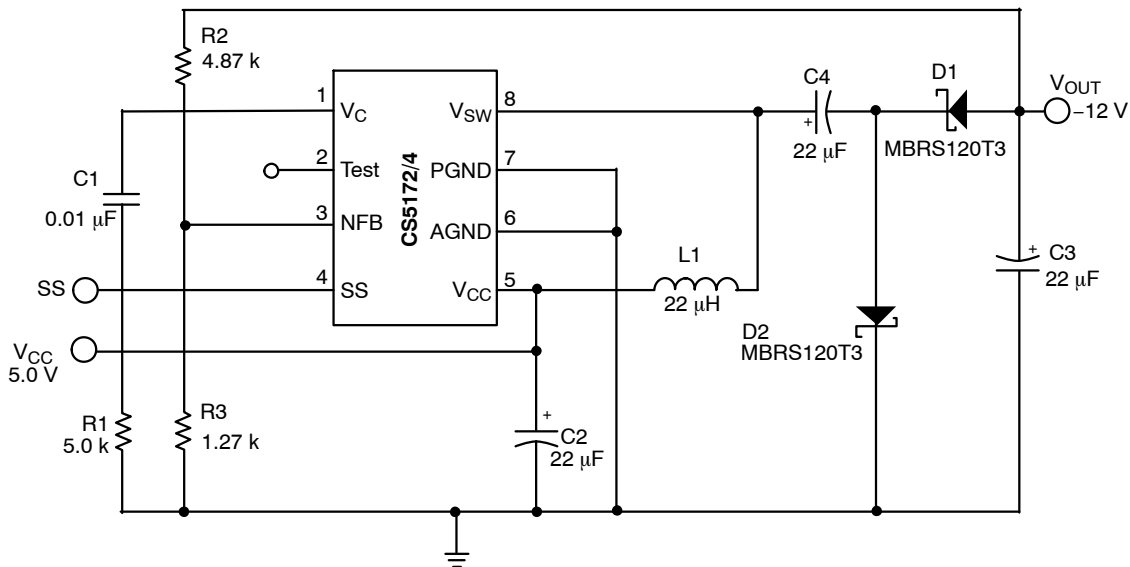 R2
4.87 k
C4
D1
V_OUT
−12 V
1
V_C
V_SW
8
+
22 μF
MBRS120T3
2
Test
PGND
7
C1
0.01 μF
CS5172/4
3
NFB
AGND
6
L1
22 μH
+
C3
22 μF
SS
4
SS
V_CC
5
D2
MBRS120T3
V_CC
5.0 V
R1
5.0 k
R3
1.27 k
+
C2
22 μF